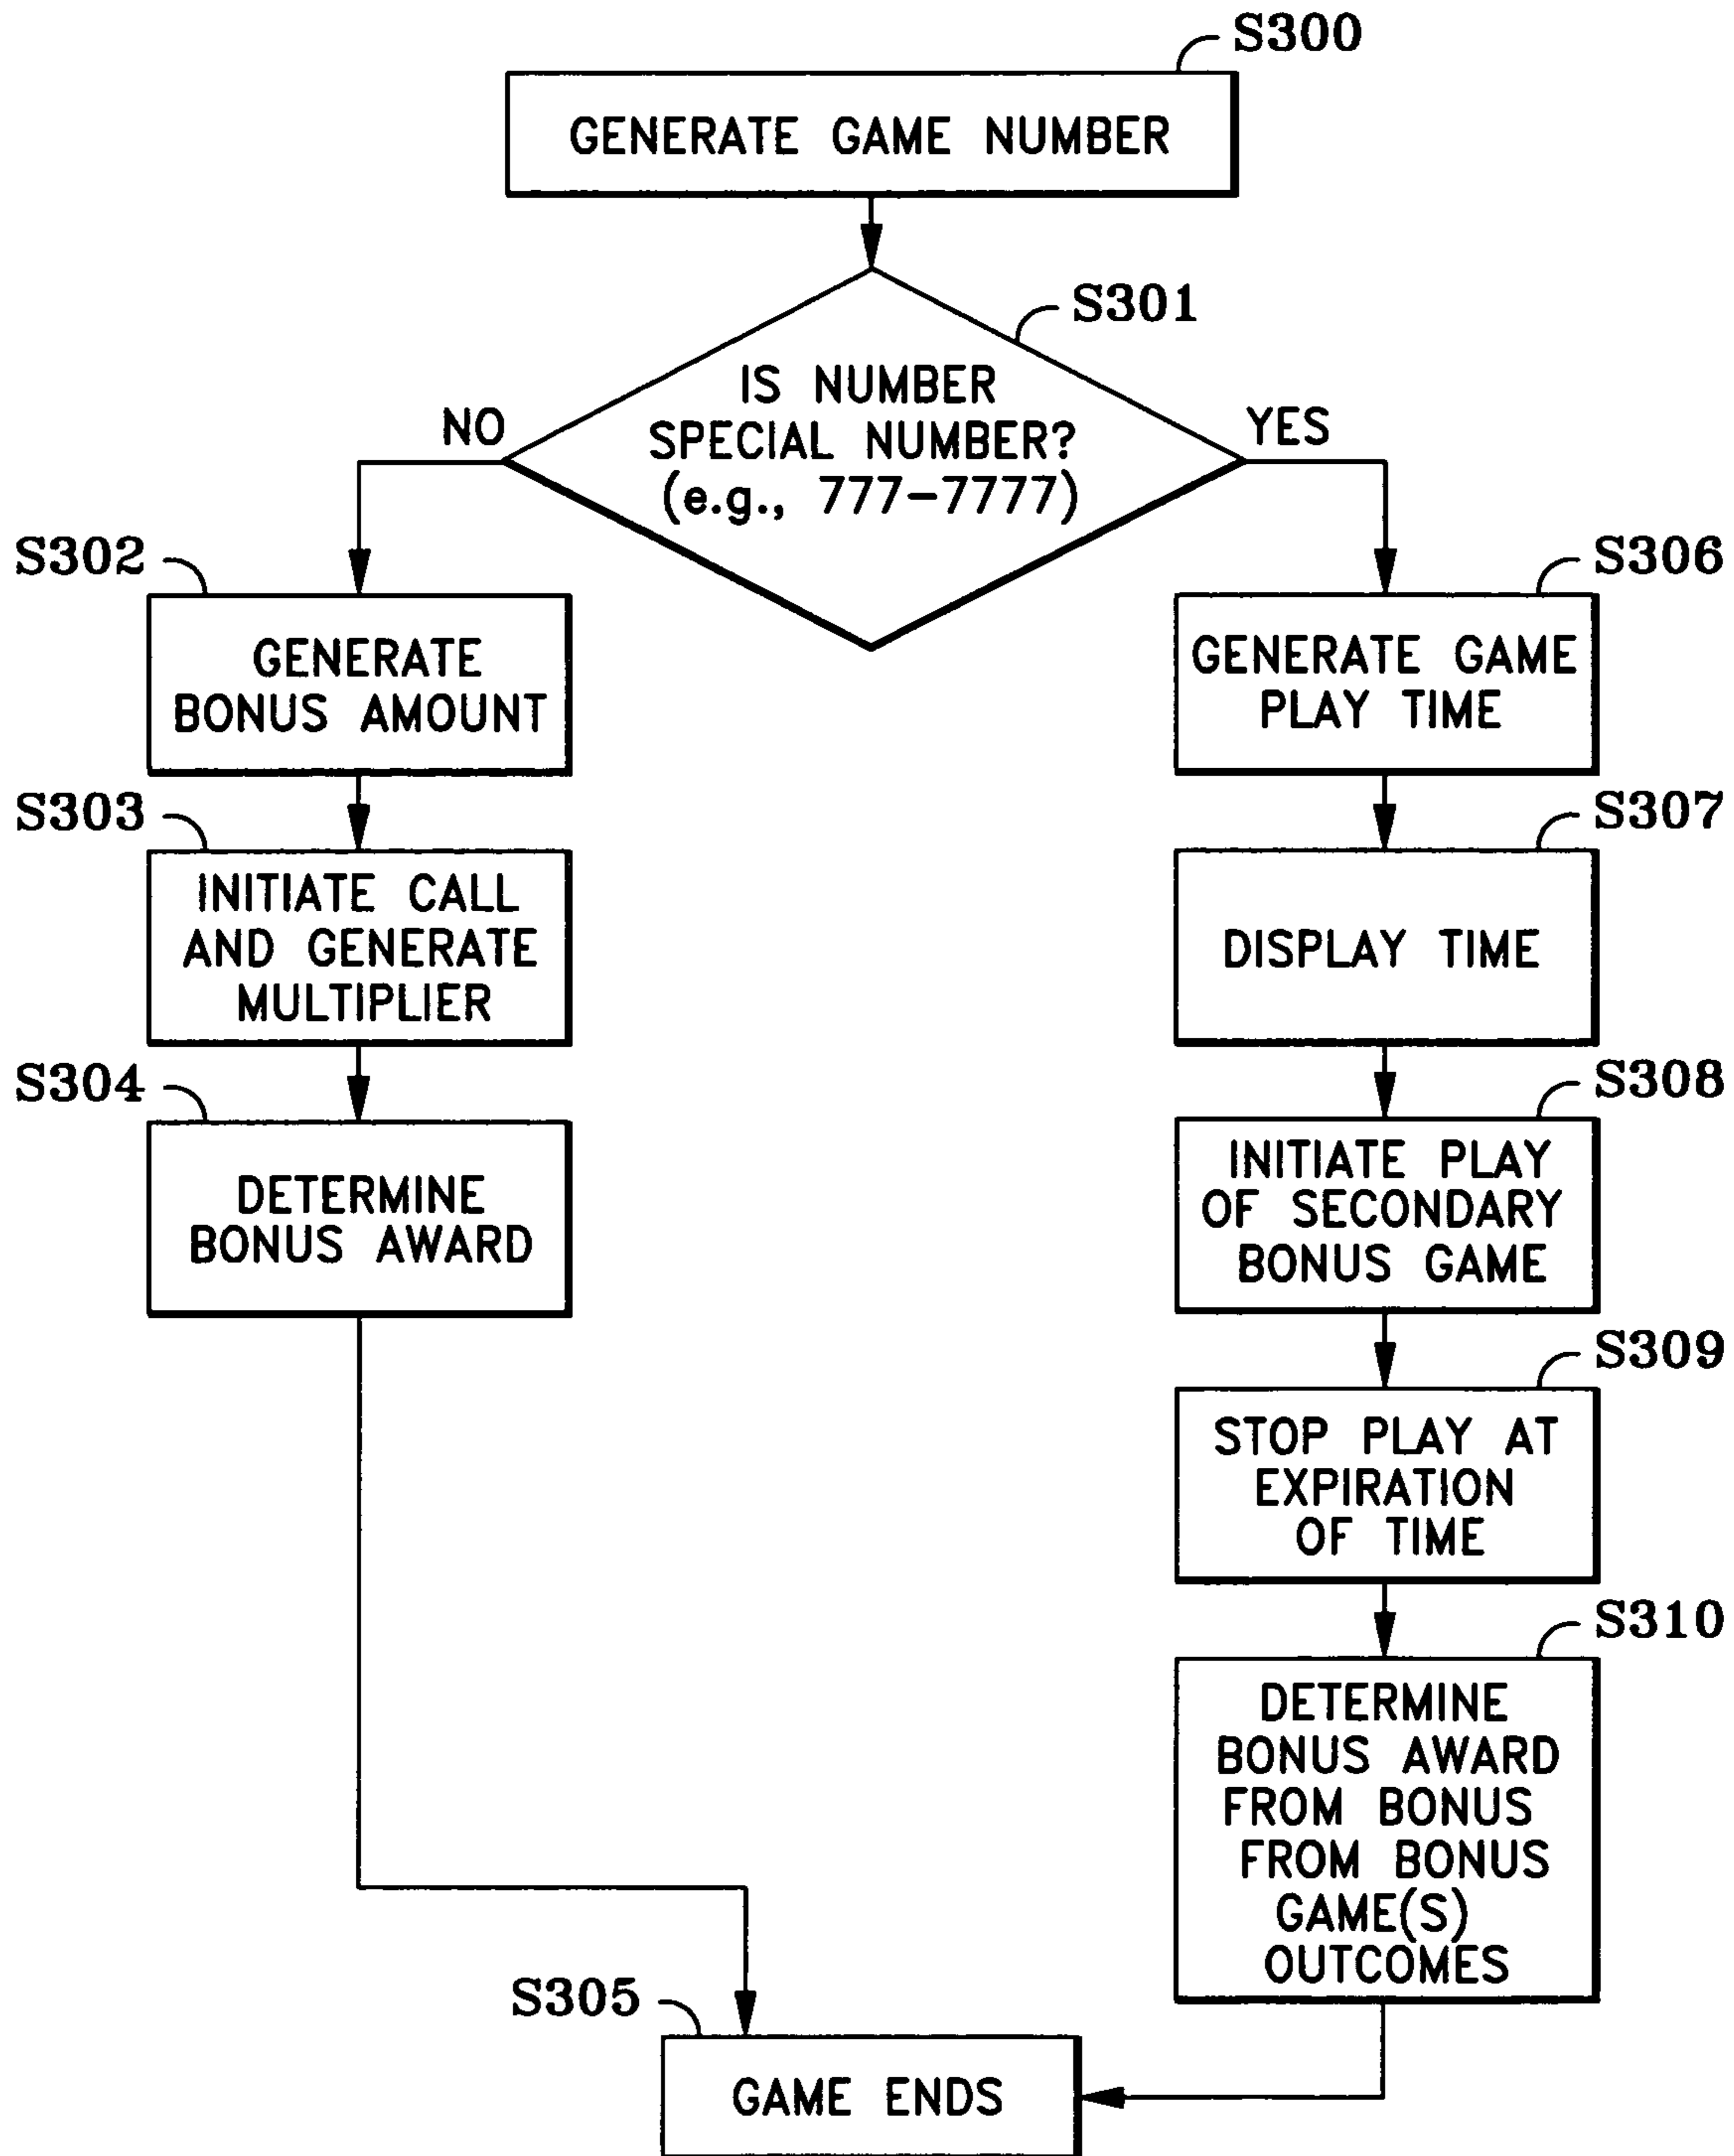 S300
GENERATE GAME NUMBER
S301
IS NUMBER
SPECIAL NUMBER?
(e.g., 777-7777)
NO
YES
S302
GENERATE
BONUS AMOUNT
S303
INITIATE CALL
AND GENERATE
MULTIPLIER
S304
DETERMINE
BONUS AWARD
S306
GENERATE GAME
PLAY TIME
S307
DISPLAY TIME
S308
INITIATE PLAY
OF SECONDARY
BONUS GAME
S309
STOP PLAY AT
EXPIRATION
OF TIME
S310
DETERMINE
BONUS AWARD
FROM BONUS
FROM BONUS
GAME(S)
OUTCOMES
S305
GAME ENDS